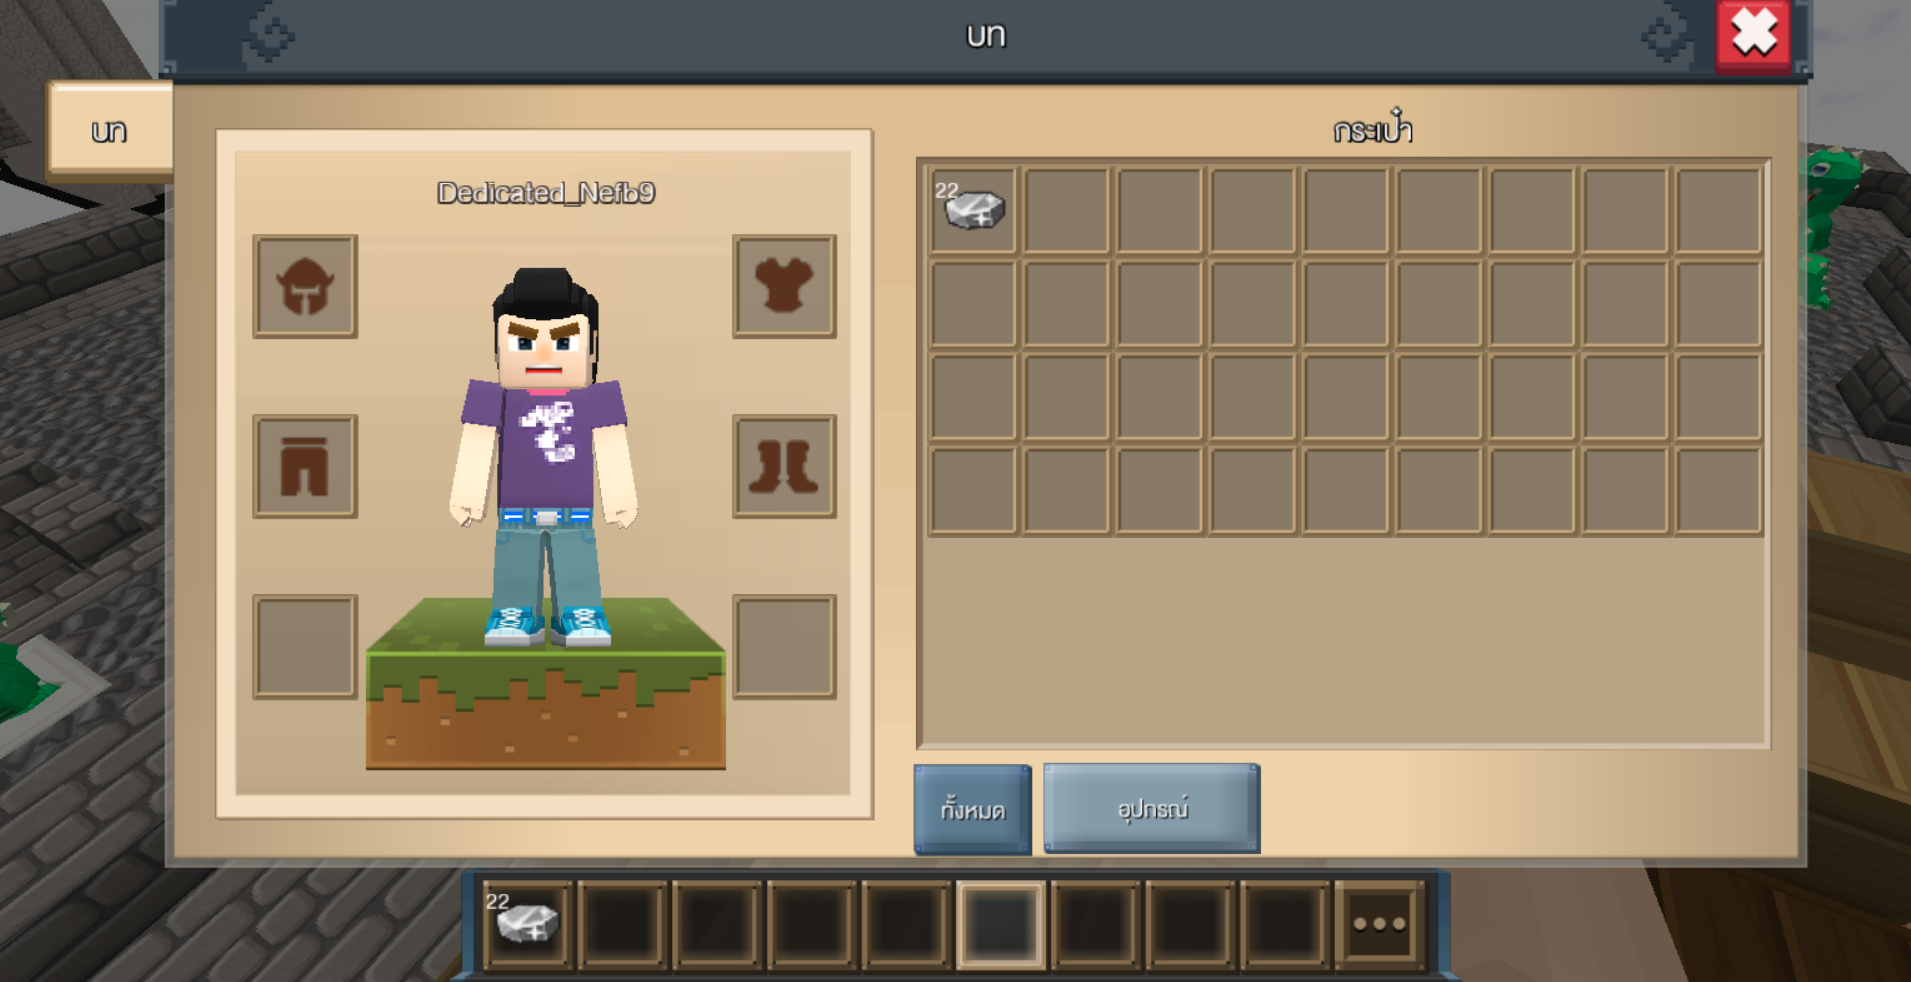 บท
บท
กระเป๋า
Dedicated_Nefb9
22
ทั้งหมด
อุปกรณ์
22